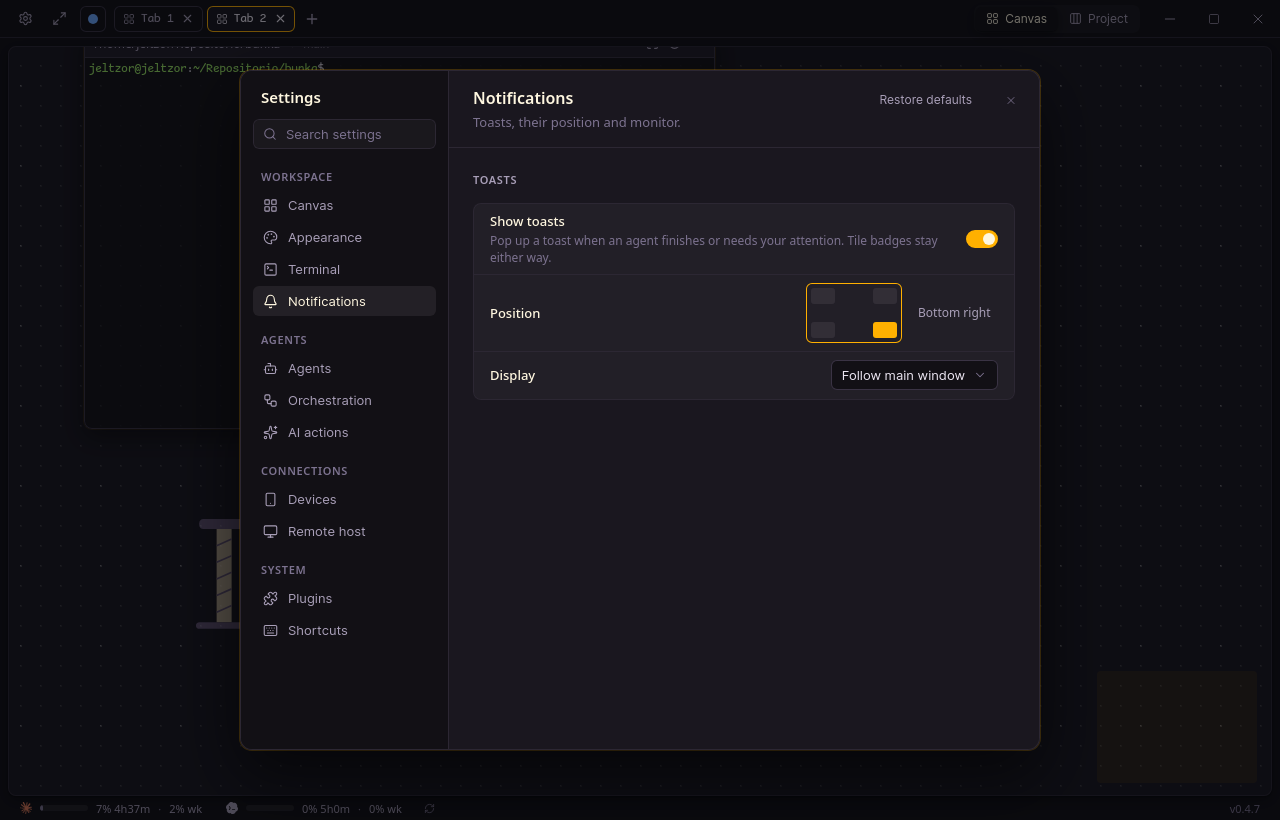 Tab 1
Tab 2
Canvas
Project
jeltzor@jeltzor:~/Repositorio/bunka$
Settings
Search settings
WORKSPACE
Canvas
Appearance
Terminal
Notifications
AGENTS
Agents
Orchestration
AI actions
CONNECTIONS
Devices
Remote host
SYSTEM
Plugins
Shortcuts
Notifications
Restore defaults
Toasts, their position and monitor.
TOASTS
Show toasts
Pop up a toast when an agent finishes or needs your attention. Tile badges stay
either way.
Position
Bottom right
Display
Follow main window
7% 4h37m · 2% wk
0% 5h0m · 0% wk
v0.4.7